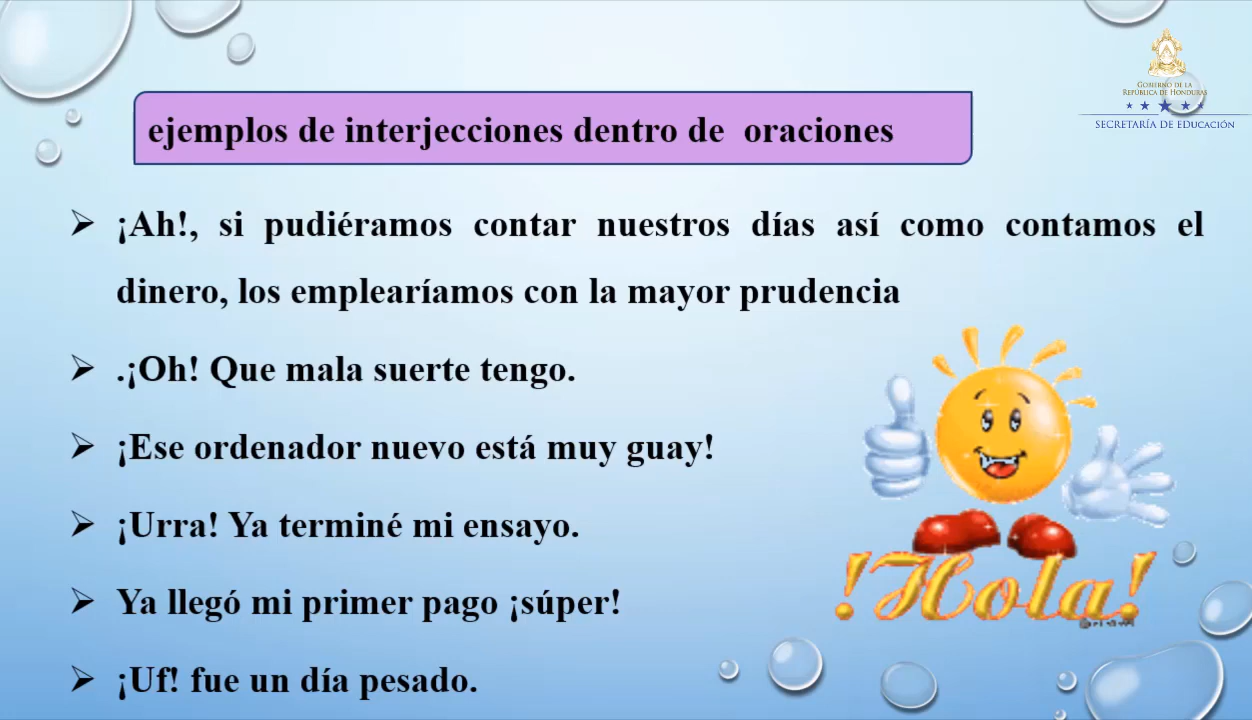 GOBIERNO DE LA
REPÚBLICA DE HONDURAS
SECRETARÍA DE EDUCACIÓN
ejemplos de interjecciones dentro de  oraciones
¡Ah!, si pudiéramos contar nuestros días así como contamos el
dinero, los emplearíamos con la mayor prudencia
.¡Oh! Que mala suerte tengo.
¡Ese ordenador nuevo está muy guay!
¡Urra! Ya terminé mi ensayo.
Ya llegó mi primer pago ¡súper!
¡Uf! fue un día pesado.
!Hola!